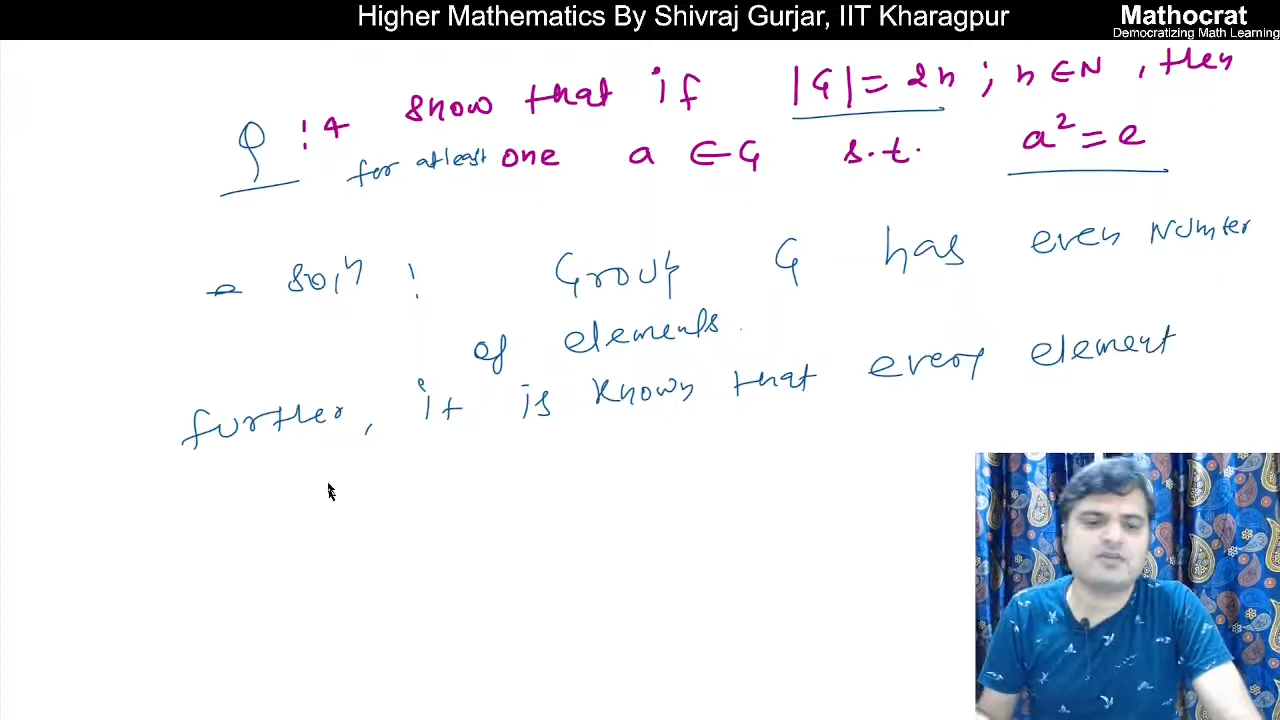 Higher Mathematics By Shivraj Gurjar, IIT Kharagpur
Mathocrat
Democratizing Math Learning
Q:4 Show that if |G| = 2n ; n ∈ N , then
for atleast one a ∈ G s.t. a² = e
- Soln : Group G has even Number
of elements.
further, it is known that every element